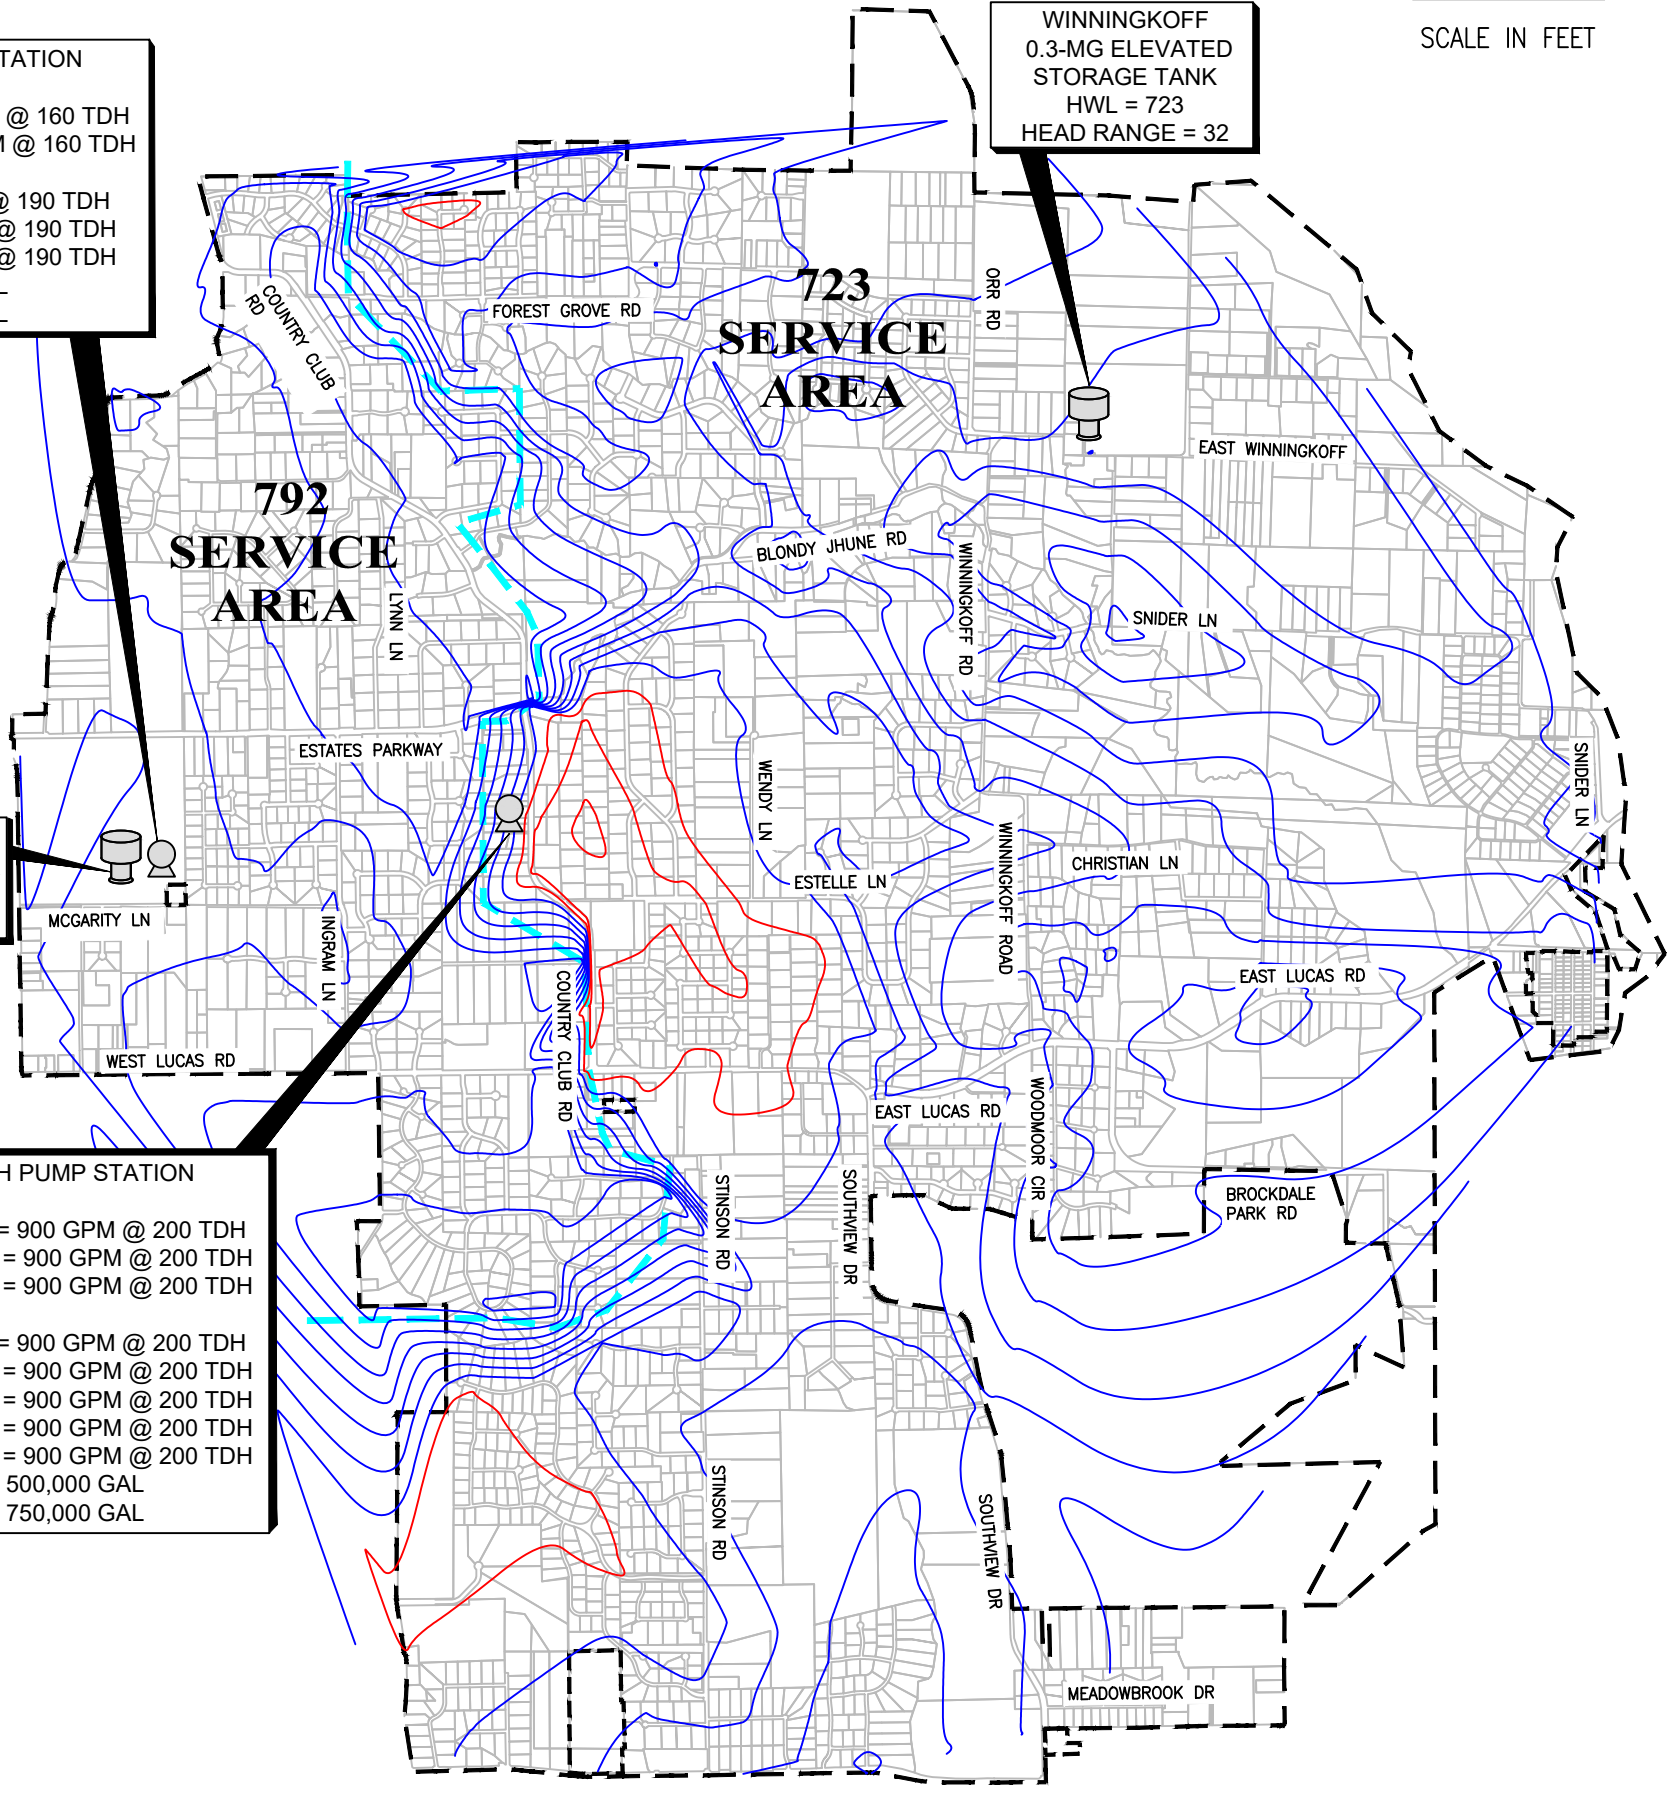 SCALE IN FEET
WINNINGKOFF
0.3-MG ELEVATED
STORAGE TANK
HWL = 723
HEAD RANGE = 32
@ 160 TDH
@ 160 TDH
@ 190 TDH
@ 190 TDH
@ 190 TDH
723
SERVICE
AREA
ORR RD
COUNTRY CLUB
RD
FOREST GROVE RD
EAST WINNINGKOFF
792
SERVICE
AREA
LYNN LN
BLONDY JHUNE RD
WINNINGKOFF RD
SNIDER LN
ESTATES PARKWAY
WENDY LN
SNIDER LN
WINNINGKOFF ROAD
CHRISTIAN LN
ESTELLE LN
MCGARITY LN
INGRAM LN
COUNTRY CLUB RD
EAST LUCAS RD
WEST LUCAS RD
EAST LUCAS RD
WOODMOOR CIR
STINSON RD
SOUTHVIEW DR
BROCKDALE
PARK RD
PUMP STATION
= 900 GPM @ 200 TDH
= 900 GPM @ 200 TDH
= 900 GPM @ 200 TDH
= 900 GPM @ 200 TDH
= 900 GPM @ 200 TDH
= 900 GPM @ 200 TDH
= 900 GPM @ 200 TDH
= 900 GPM @ 200 TDH
500,000 GAL
750,000 GAL
STINSON RD
SOUTHVIEW DR
MEADOWBROOK DR